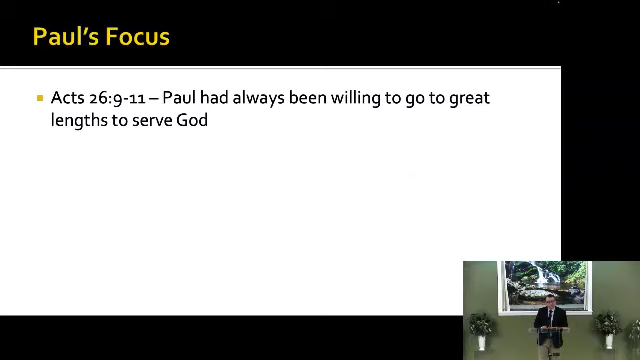 Paul's Focus
Acts 26:9-11 – Paul had always been willing to go to great
lengths to serve God